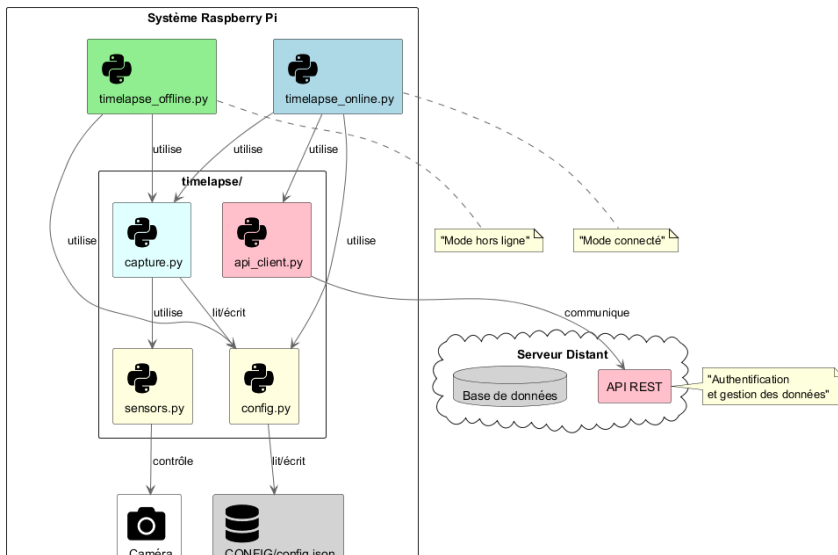 Système Raspberry Pi
timelapse_offline.py
timelapse_online.py
utilise
utilise
utilise
timelapse/
capture.py
api_client.py
utilise
utilise
"Mode hors ligne"
"Mode connecté"
utilise
lit/écrit
communique
Serveur Distant
sensors.py
config.py
Base de données
API REST
"Authentification
et gestion des données"
contrôle
lit/écrit
Caméra
CONFIG/config.json